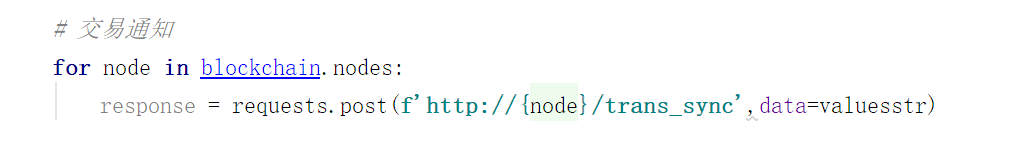 # 交易通知
for node in blockchain.nodes:
    response = requests.post(f'http://{node}/trans_sync',data=valuesstr)